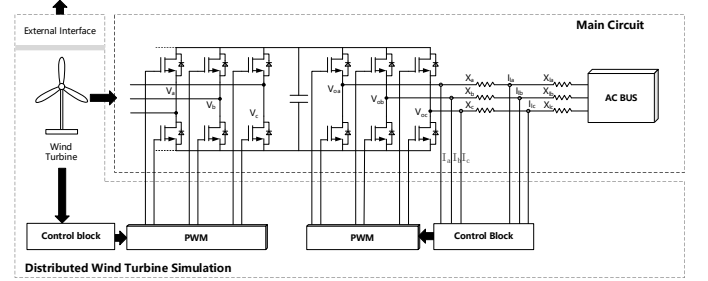 External Interface
Main Circuit
Wind
Turbine
Va
Vb
Vc
Voa
Vob
Voc
Xa
Xb
Xc
Ila
Ilb
Ilc
Xla
Xlb
Xlc
AC BUS
Ia Ib Ic
Control block
PWM
PWM
Control Block
Distributed Wind Turbine Simulation